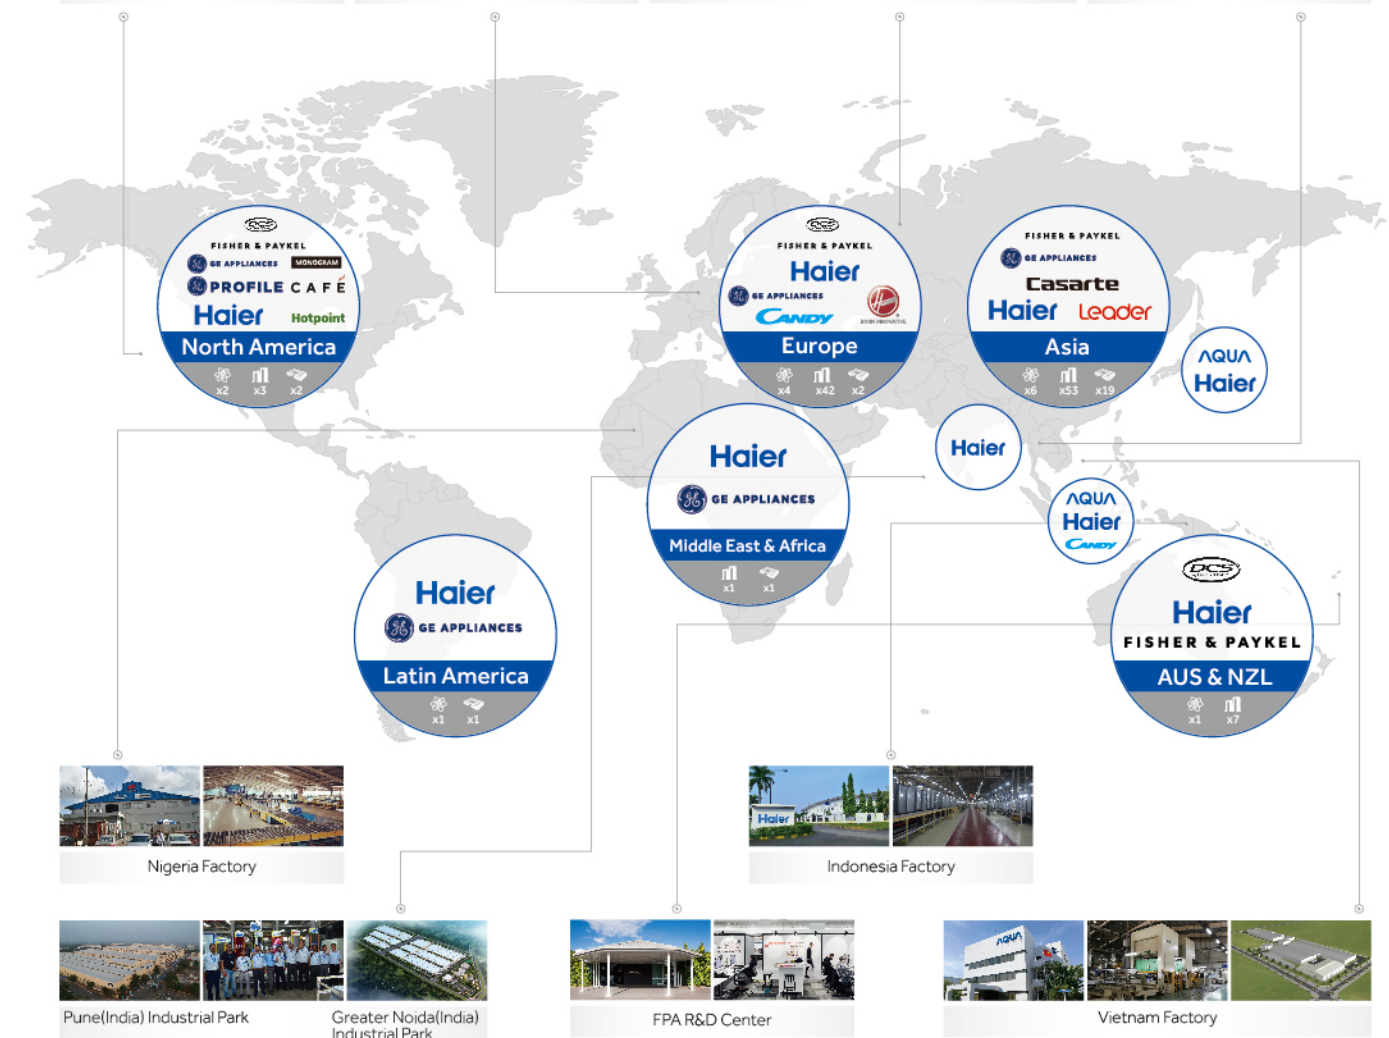 DCS
FISHER & PAYKEL
GE APPLIANCES MONOGRAM
PROFILE CAFÉ
Haier Hotpoint
North America
x2 x3 x2
FISHER & PAYKEL
Haier
GE APPLIANCES
CANDY
Europe
x4 x42 x2
FISHER & PAYKEL
GE APPLIANCES
Casarte
Haier Leader
Asia
x6 x53 x19
AQUA
Haier
Haier
AQUA
Haier
CANDY
Haier
GE APPLIANCES
Middle East & Africa
x1 x1
Haier
GE APPLIANCES
Latin America
x1 x1
DCS
Haier
FISHER & PAYKEL
AUS & NZL
x1 x7
Nigeria Factory
Haier
Indonesia Factory
Pune(India) Industrial Park
Greater Noida(India)
Industrial Park
FPA R&D Center
AQUA
Vietnam Factory